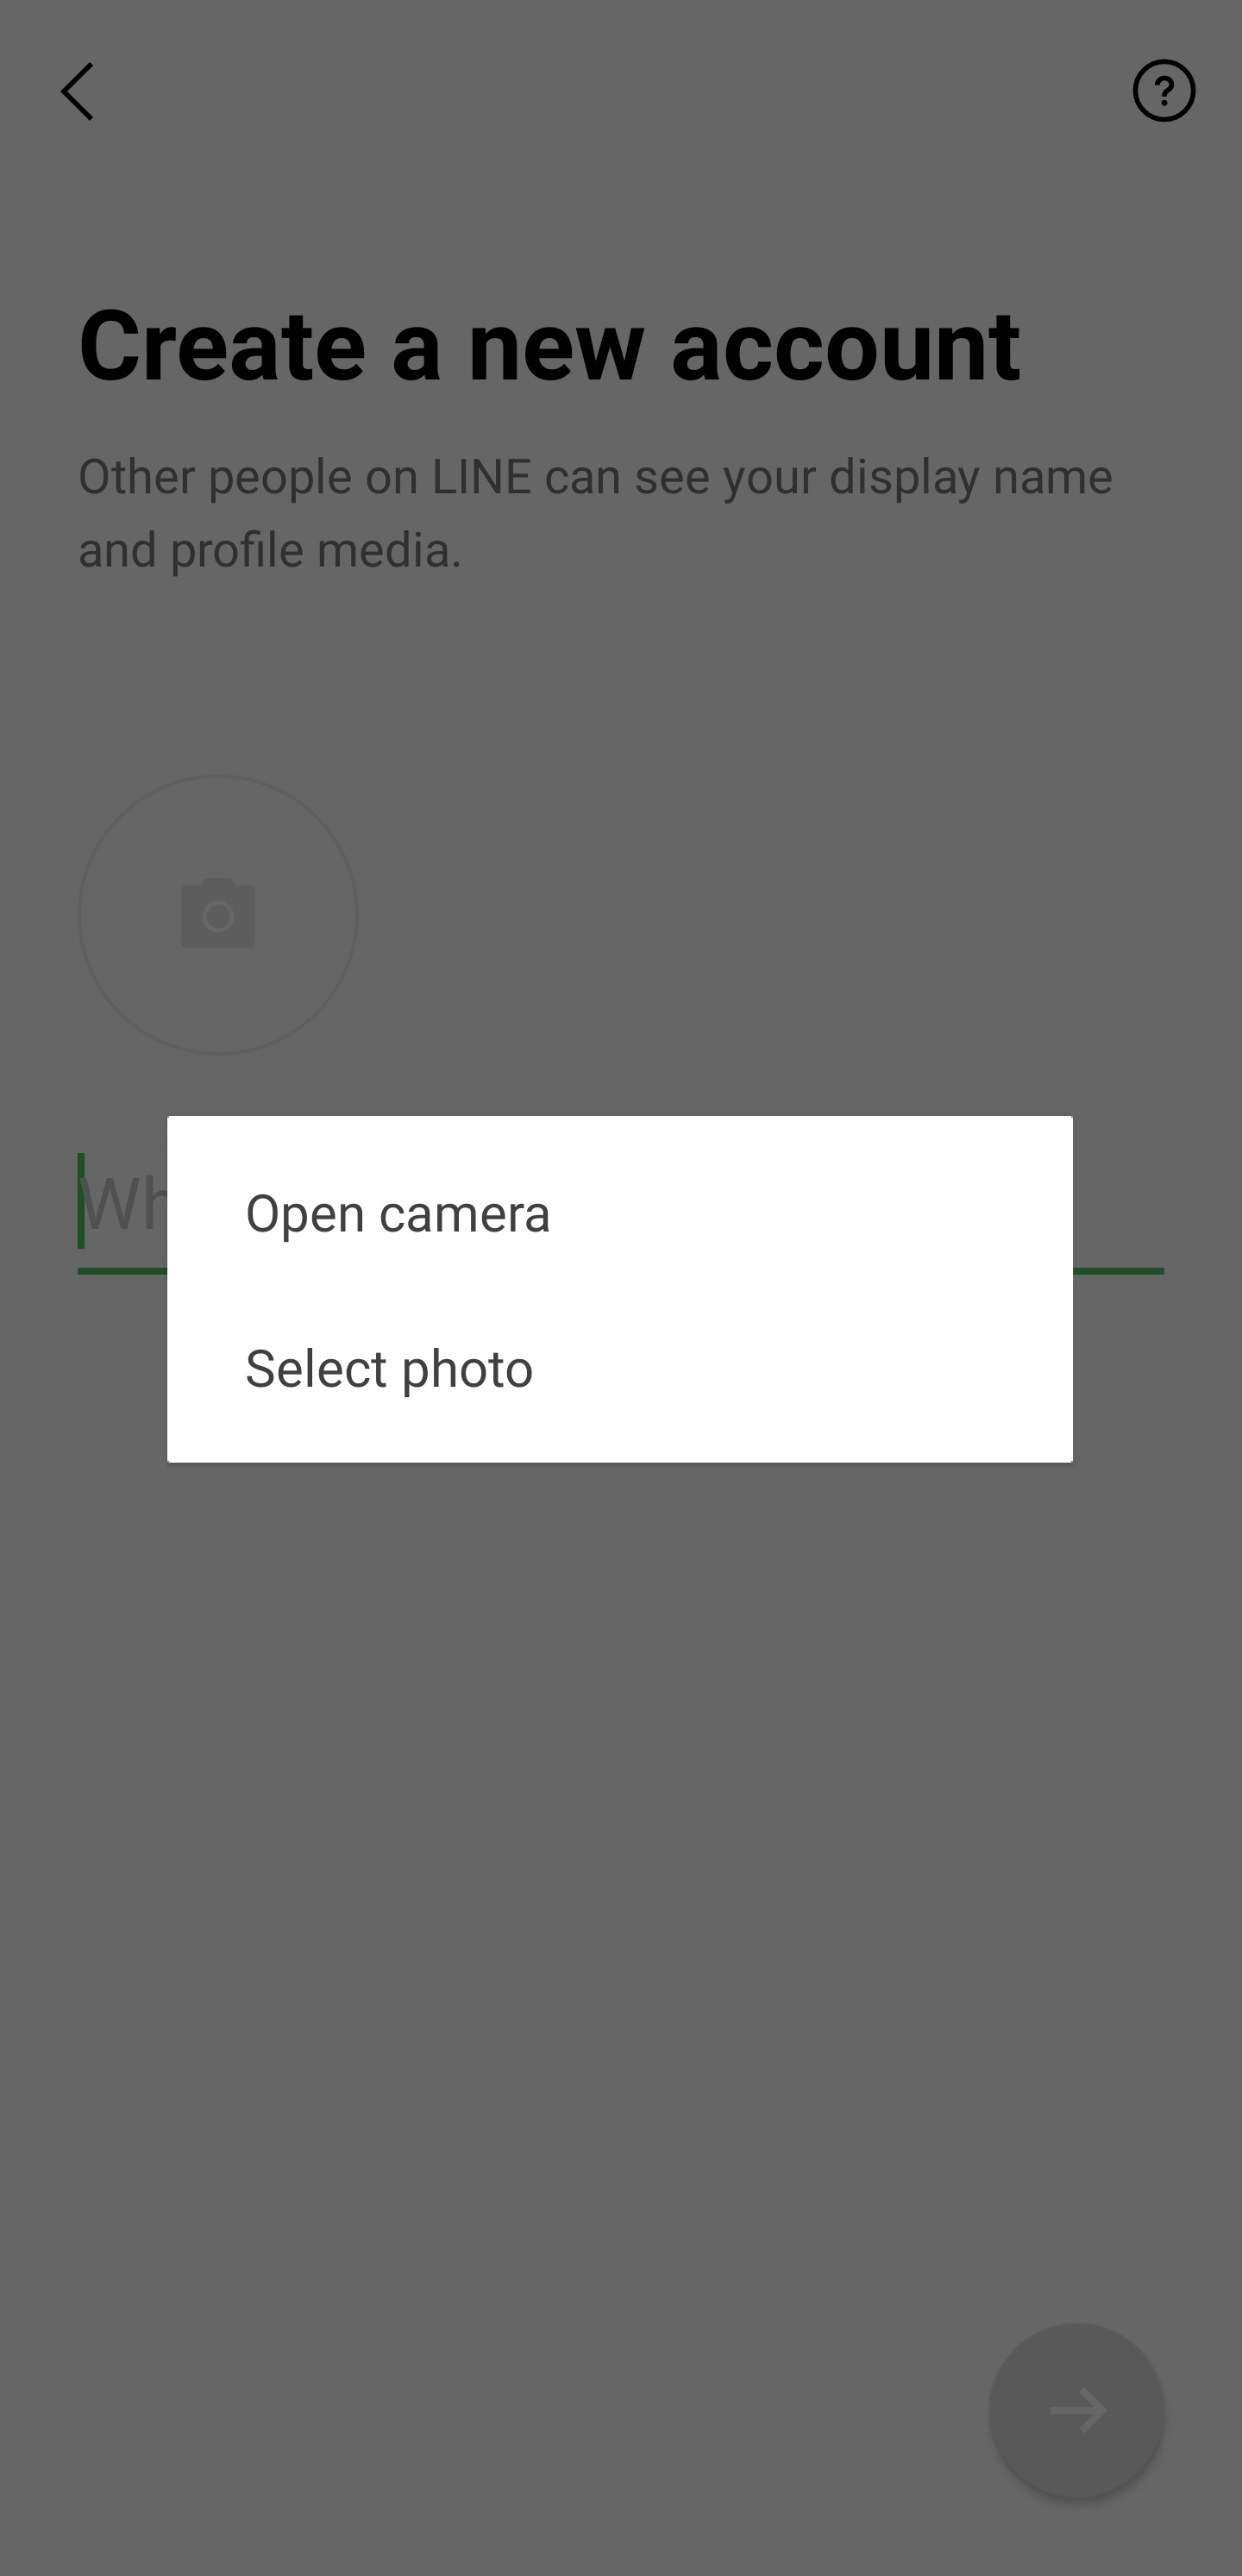 Create a new account
Other people on LINE can see your display name
and profile media.
Open camera
Select photo